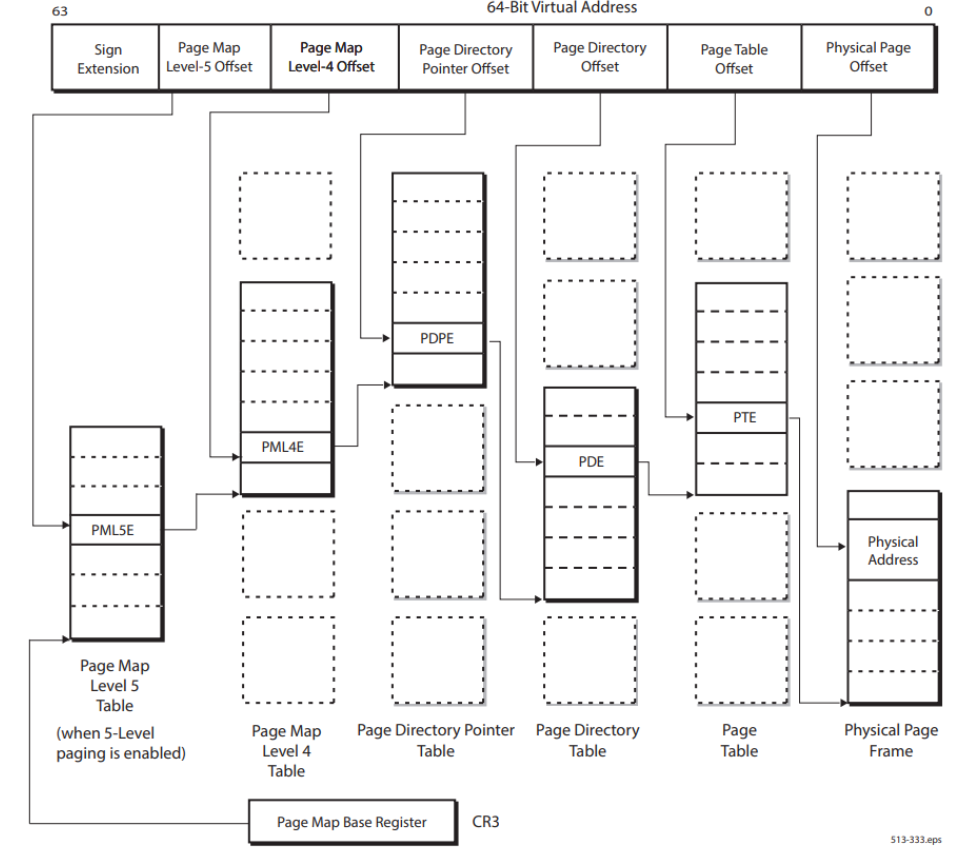 64-Bit Virtual Address
63
0
Sign
Extension
Page Map
Level-5 Offset
Page Map
Level-4 Offset
Page Directory
Pointer Offset
Page Directory
Offset
Page Table
Offset
Physical Page
Offset
PDPE
PTE
PML4E
PDE
PML5E
Physical
Address
Page Map
Level 5
Table
(when 5-Level
paging is enabled)
Page Map
Level 4
Table
Page Directory Pointer
Table
Page Directory
Table
Page
Table
Physical Page
Frame
Page Map Base Register
CR3
513-333.eps